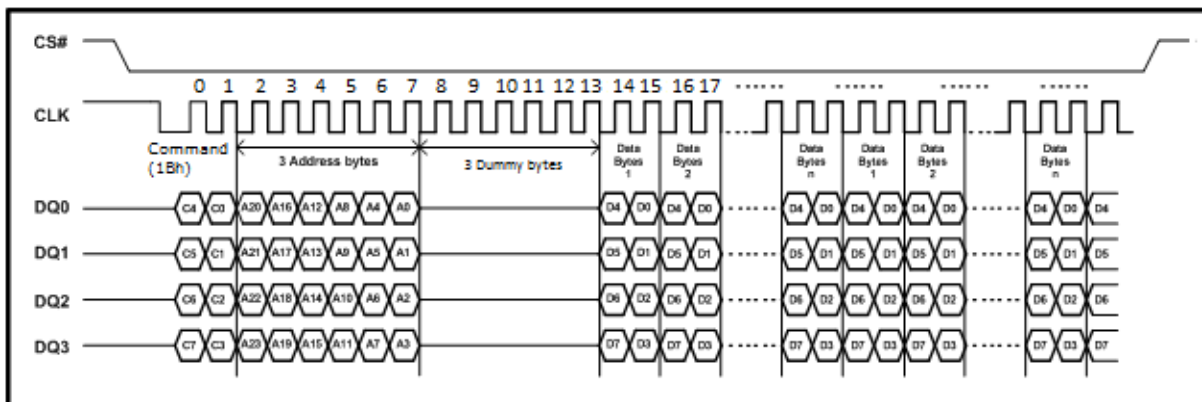 CS#
0 1 2 3 4 5 6 7 8 9 10 11 12 13 14 15 16 17
CLK
Command
(1Bh)
3 Address bytes
3 Dummy bytes
Data Bytes 1
Data Bytes 2
Data Bytes n
Data Bytes 1
Data Bytes 2
Data Bytes n
DQ0 C4 C0 A20 A16 A12 A8 A4 A0 D4 D0 D4 D0 D4 D0 D4 D0 D4 D0 D4 D0 D4
DQ1 C5 C1 A21 A17 A13 A9 A5 A1 D5 D1 D5 D1 D5 D1 D5 D1 D5 D1 D5 D1 D5
DQ2 C6 C2 A22 A18 A14 A10 A6 A2 D6 D2 D6 D2 D6 D2 D6 D2 D6 D2 D6 D2 D6
DQ3 C7 C3 A23 A19 A15 A11 A7 A3 D7 D3 D7 D3 D7 D3 D7 D3 D7 D3 D7 D3 D7